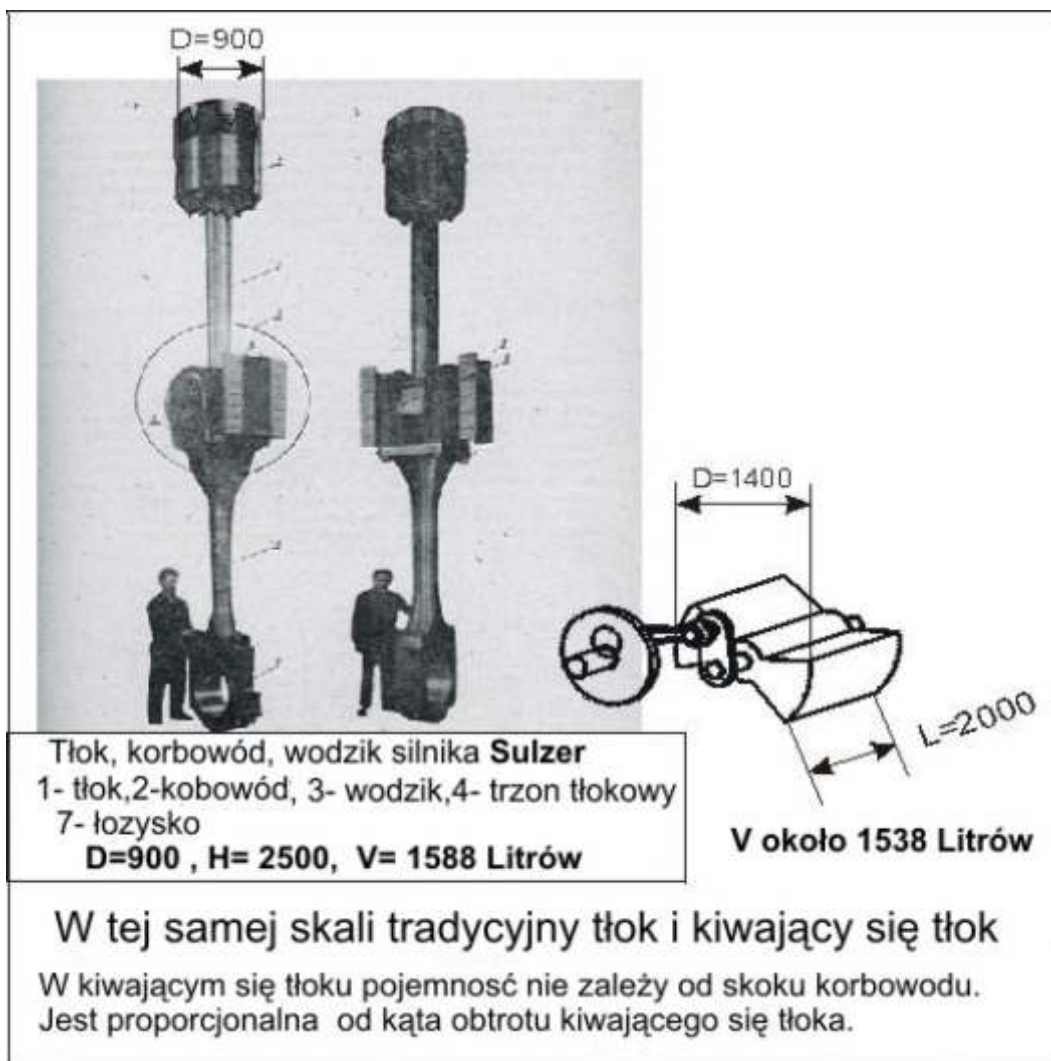 D=900
D=1400
L=2000
Tłok, korbowód, wodzik silnika Sulzer
1- tłok,2-kobowód, 3- wodzik,4- trzon tłokowy
7- łozysko
D=900 , H= 2500, V= 1588 Litrów
V około 1538 Litrów
W tej samej skali tradycyjny tłok i kiwający się tłok
W kiwającym się tłoku pojemnosć nie zależy od skoku korbowodu.
Jest proporcjonalna od kąta obtrotu kiwającego się tłoka.